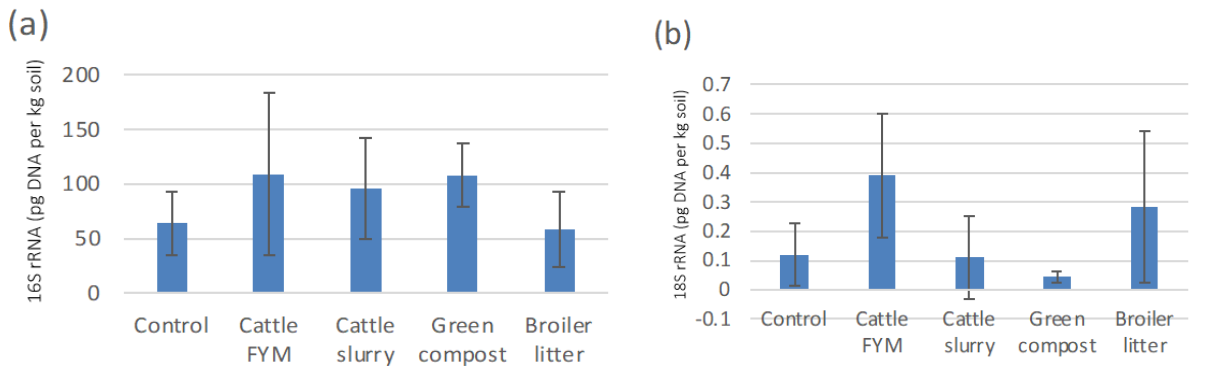 (a)
16S rRNA (pg DNA per kg soil)
200
150
100
50
0
Control
Cattle
FYM
Cattle
slurry
Green
compost
Broiler
litter
(b)
18S rRNA (pg DNA per kg soil)
0.7
0.6
0.5
0.4
0.3
0.2
0.1
0
-0.1
Control
Cattle
FYM
Cattle
slurry
Green
compost
Broiler
litter